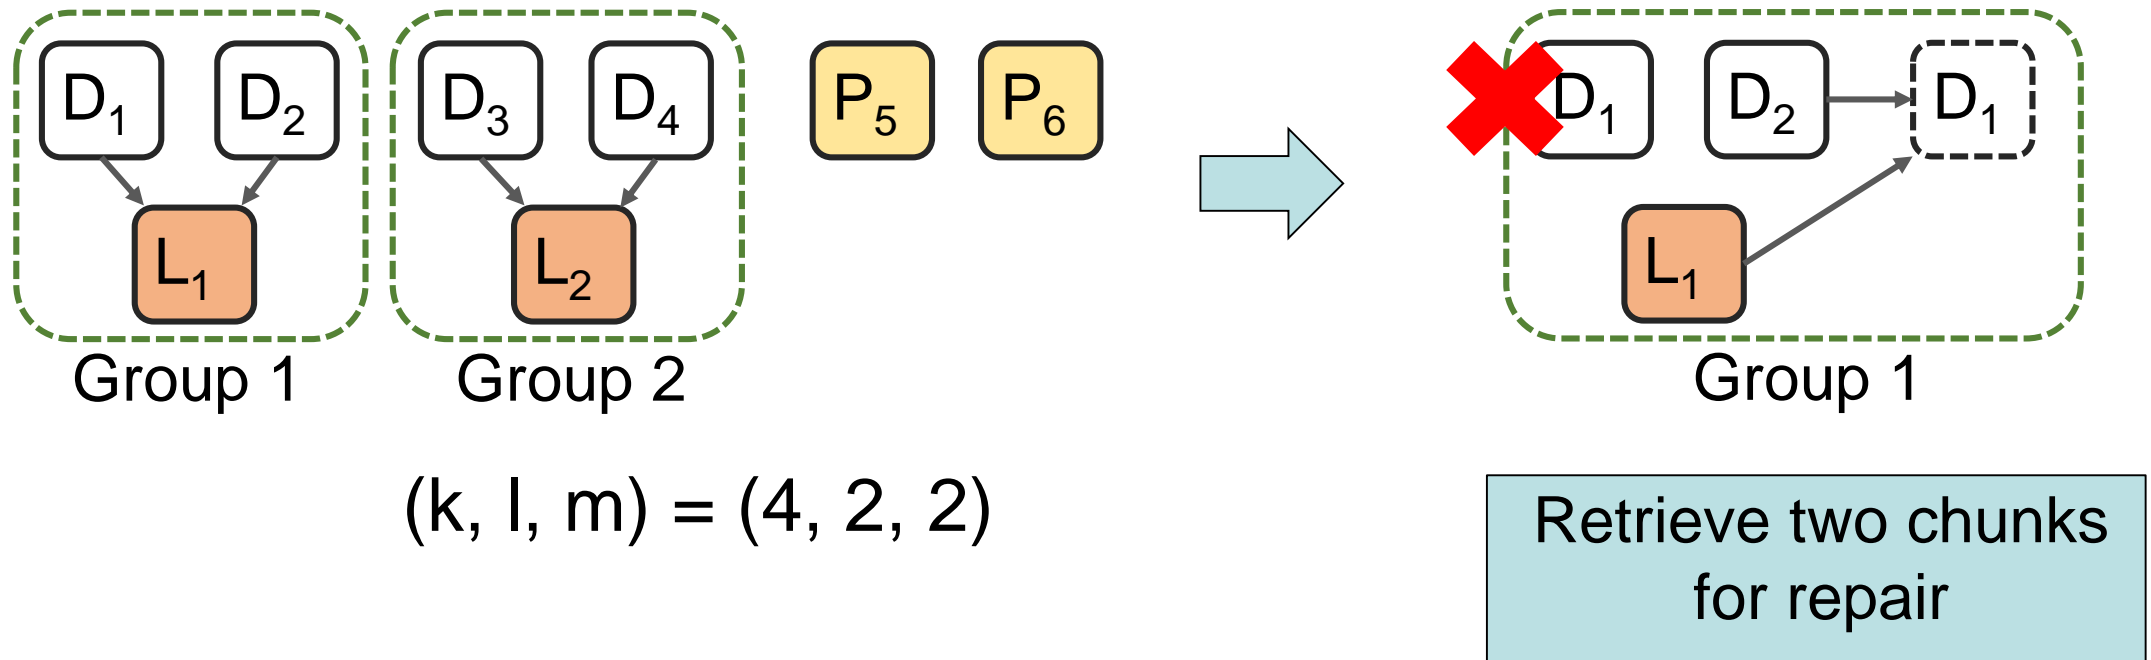 D₁ D₂ D₃ D₄ P₅ P₆
L₁ L₂
Group 1 Group 2
(k, l, m) = (4, 2, 2)
D₁ D₂ D₁
L₁
Group 1
Retrieve two chunks
for repair